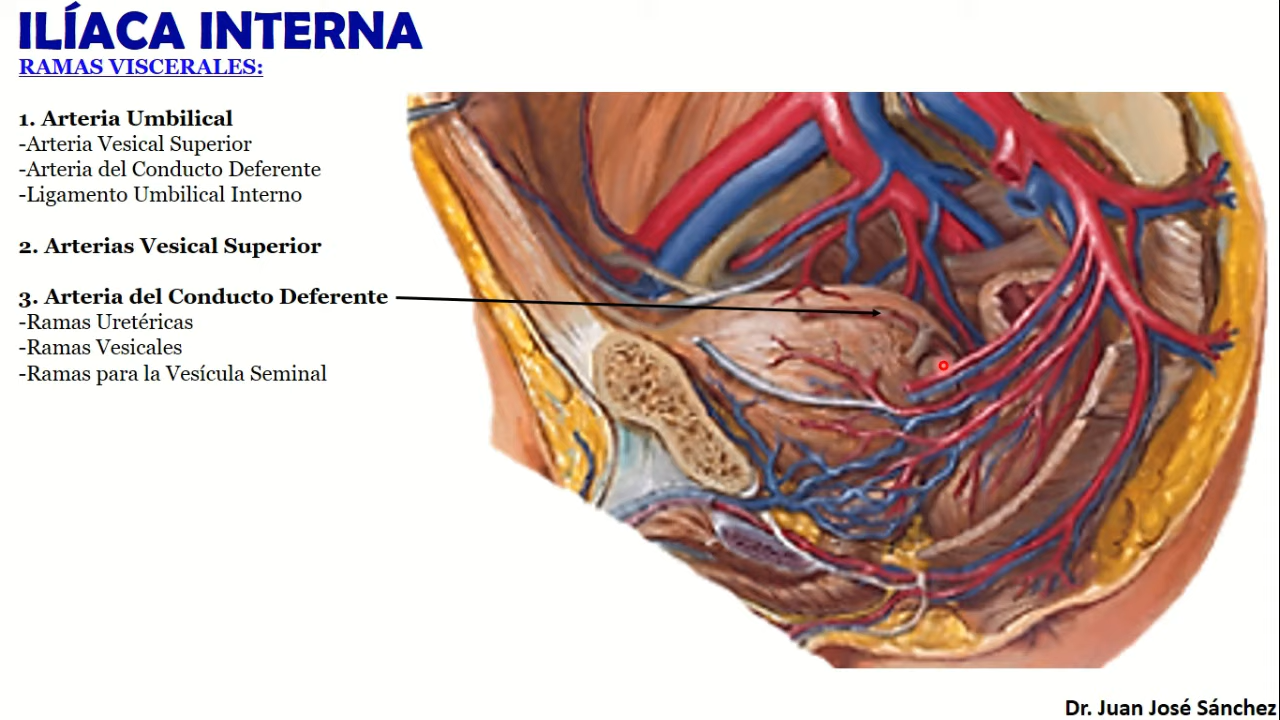 ILÍACA INTERNA
RAMAS VISCERALES:
1. Arteria Umbilical
-Arteria Vesical Superior
-Arteria del Conducto Deferente
-Ligamento Umbilical Interno
2. Arterias Vesical Superior
3. Arteria del Conducto Deferente
-Ramas Uretéricas
-Ramas Vesicales
-Ramas para la Vesícula Seminal
Dr. Juan José Sánchez